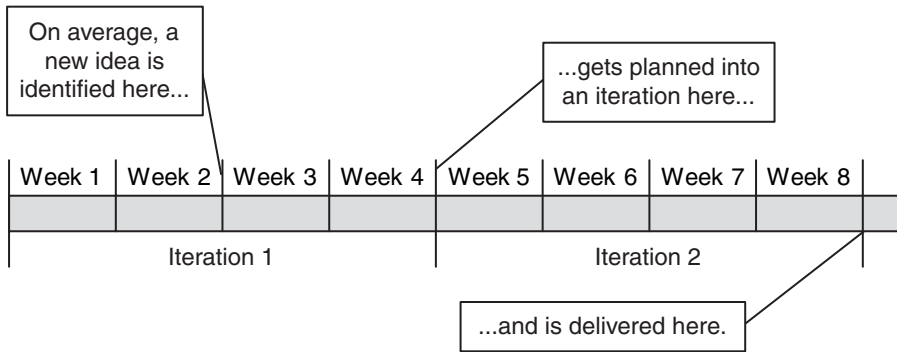 On average, a
new idea is
identified here...
...gets planned into
an iteration here...
Week 1 Week 2 Week 3 Week 4 Week 5 Week 6 Week 7 Week 8
Iteration 1 Iteration 2
...and is delivered here.